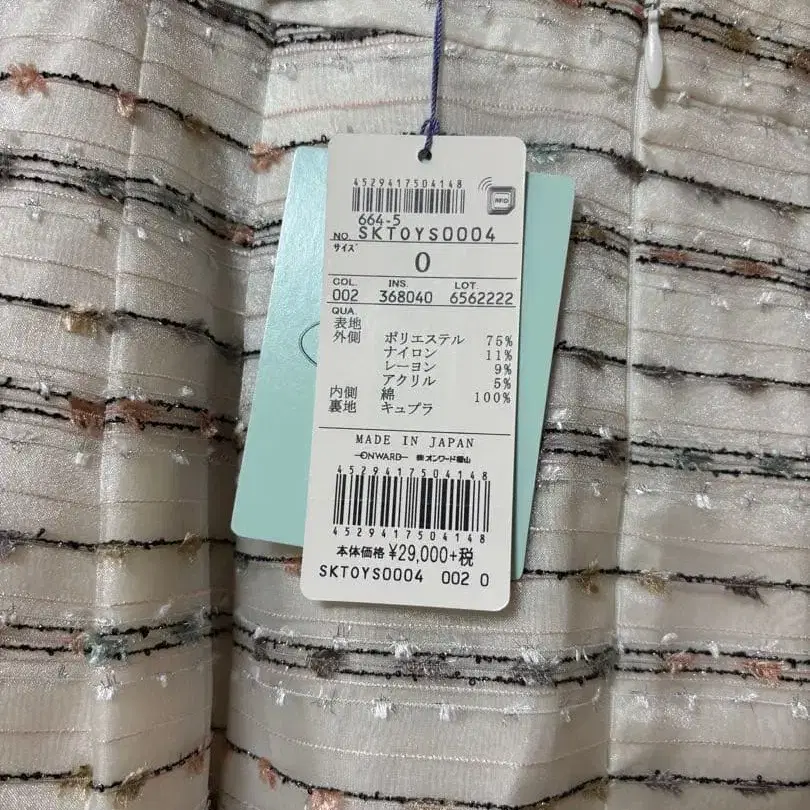 4529417504148
RFID
664-5
NO. SKTOYS0004
サイズ
0
COL. INS. LOT.
002 368040 6562222
QUA.
表地
外側 ポリエステル 75%
ナイロン 11%
レーヨン 9%
アクリル 5%
内側 綿 100%
裏地 キュプラ
MADE IN JAPAN
ONWARD ㈱オンワード樫山
4529417504148
4529417504148
本体価格 ¥29,000+税
SKTOYS0004 002 0